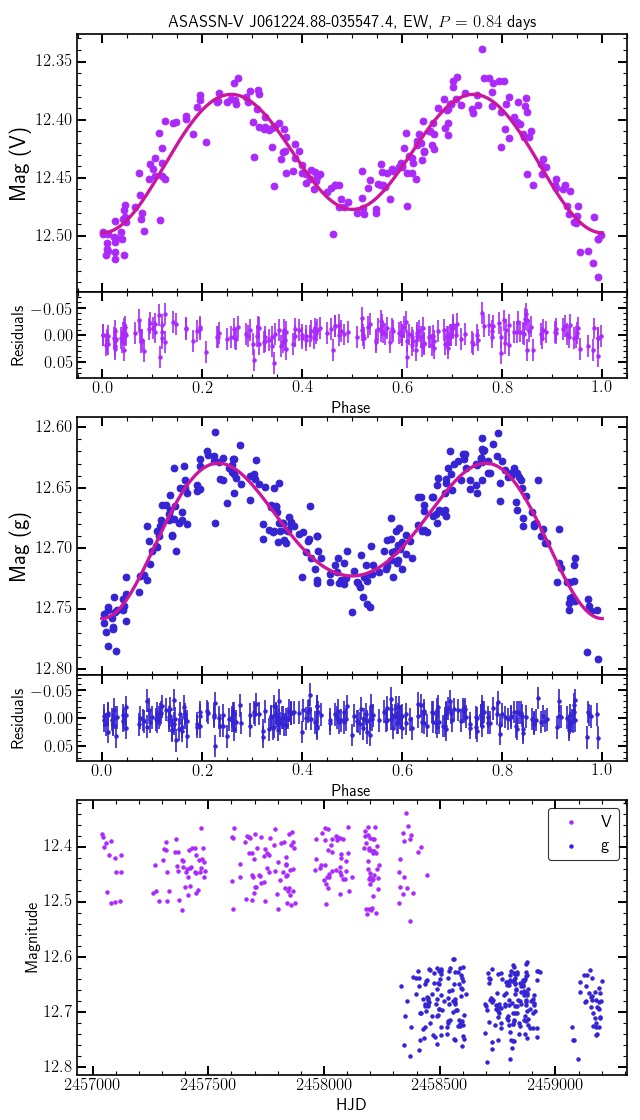 ASASSN-V J061224.88-035547.4, EW, P = 0.84 days
12.35
12.40
12.45
12.50
Mag (V)
−0.05
0.00
0.05
Residuals
0.0 0.2 0.4 0.6 0.8 1.0
Phase
12.60
12.65
12.70
12.75
12.80
Mag (g)
−0.05
0.00
0.05
Residuals
0.0 0.2 0.4 0.6 0.8 1.0
Phase
V
g
12.4
12.5
12.6
12.7
12.8
Magnitude
2457000 2457500 2458000 2458500 2459000
HJD